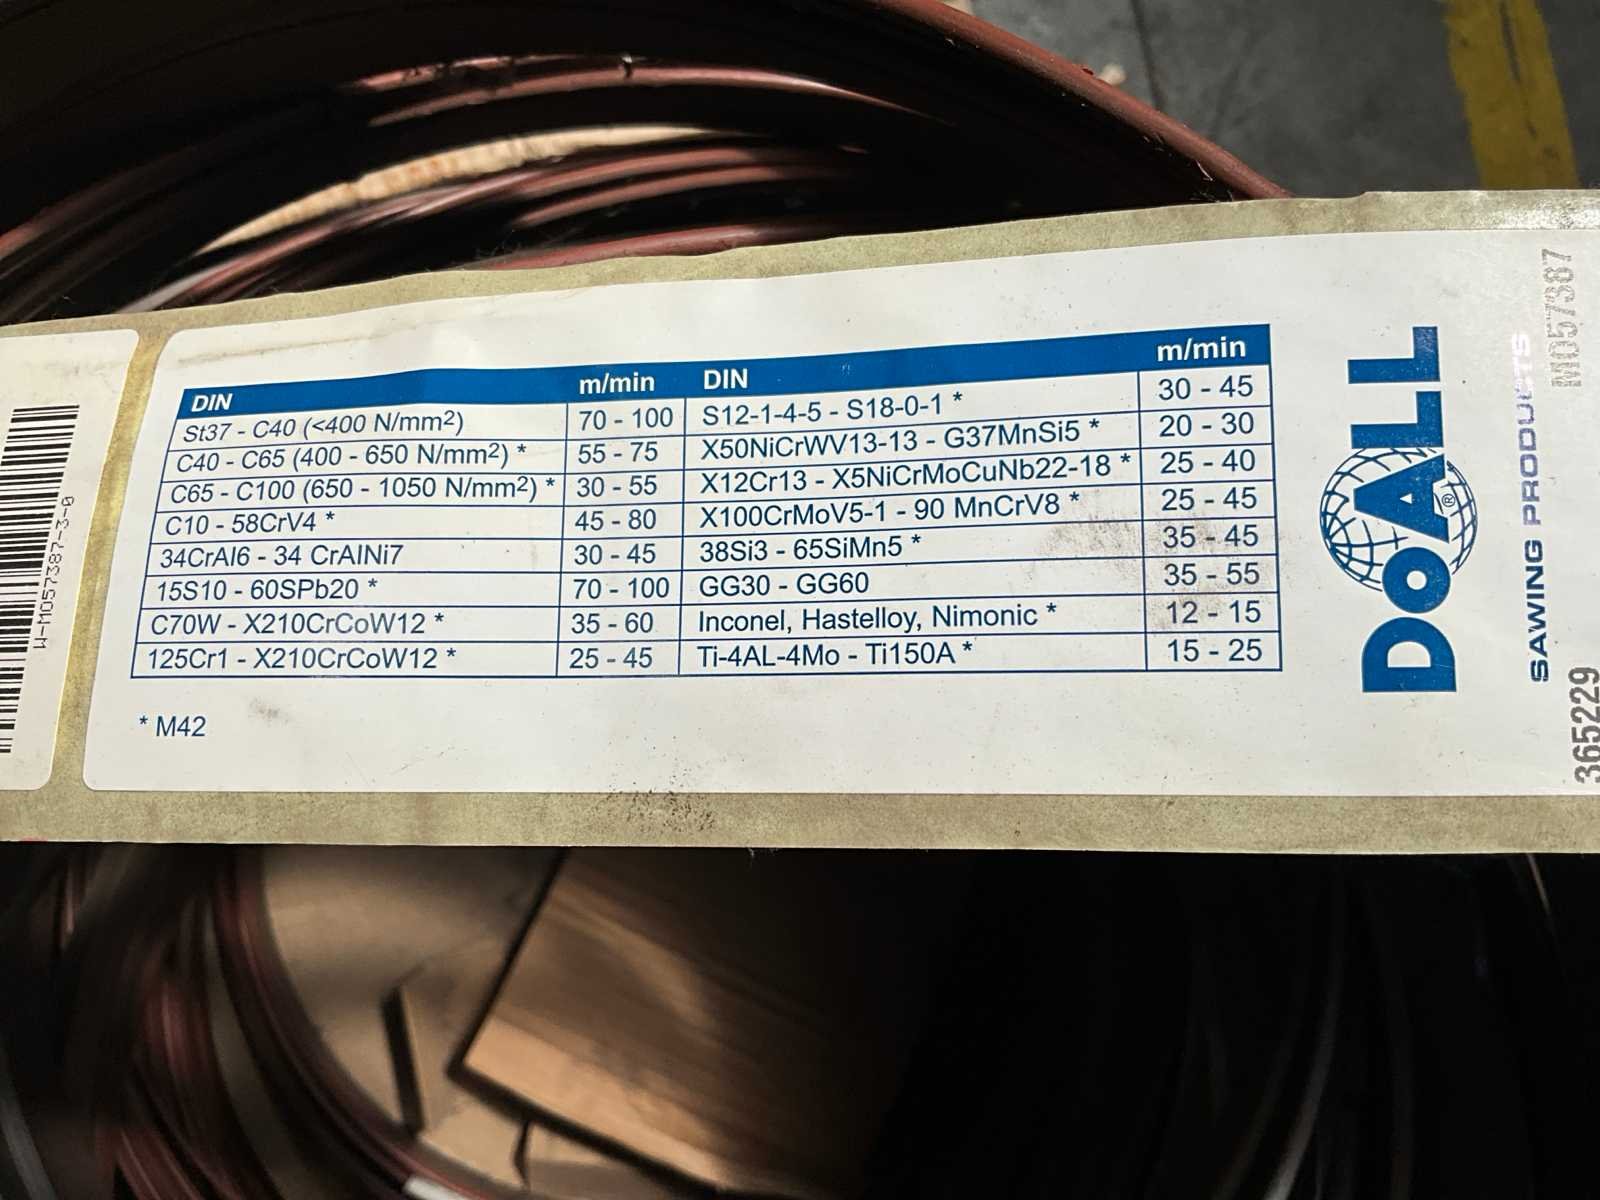 DIN m/min DIN m/min
St37 - C40 (<400 N/mm2) 70 - 100 S12-1-4-5 - S18-0-1 * 30 - 45
C40 - C65 (400 - 650 N/mm2) * 55 - 75 X50NiCrWV13-13 - G37MnSi5 * 20 - 30
C65 - C100 (650 - 1050 N/mm2) * 30 - 55 X12Cr13 - X5NiCrMoCuNb22-18 * 25 - 40
C10 - 58CrV4 * 45 - 80 X100CrMoV5-1 - 90 MnCrV8 * 25 - 45
34CrAl6 - 34 CrAlNi7 30 - 45 38Si3 - 65SiMn5 * 35 - 45
15S10 - 60SPb20 * 70 - 100 GG30 - GG60 35 - 55
C70W - X210CrCoW12 * 35 - 60 Inconel, Hastelloy, Nimonic * 12 - 15
125Cr1 - X210CrCoW12 * 25 - 45 Ti-4AL-4Mo - Ti150A * 15 - 25
* M42
W-M057387-3-0
DoALL ®
SAWING PRODUCTS
M057387
365229